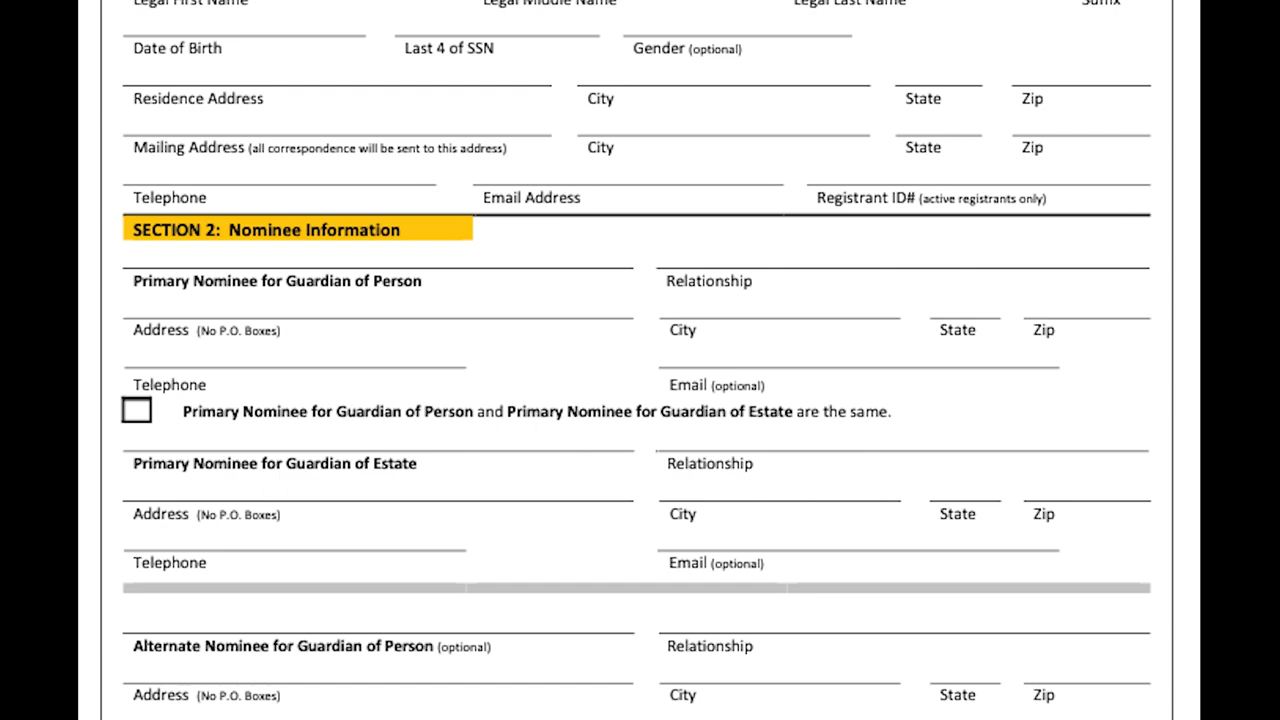 Legal First Name Legal Middle Name Legal Last Name Suffix
Date of Birth Last 4 of SSN Gender (optional)
Residence Address City State Zip
Mailing Address (all correspondence will be sent to this address) City State Zip
Telephone Email Address Registrant ID# (active registrants only)
SECTION 2: Nominee Information
Primary Nominee for Guardian of Person Relationship
Address (No P.O. Boxes) City State Zip
Telephone Email (optional)
Primary Nominee for Guardian of Person and Primary Nominee for Guardian of Estate are the same.
Primary Nominee for Guardian of Estate Relationship
Address (No P.O. Boxes) City State Zip
Telephone Email (optional)
Alternate Nominee for Guardian of Person (optional) Relationship
Address (No P.O. Boxes) City State Zip